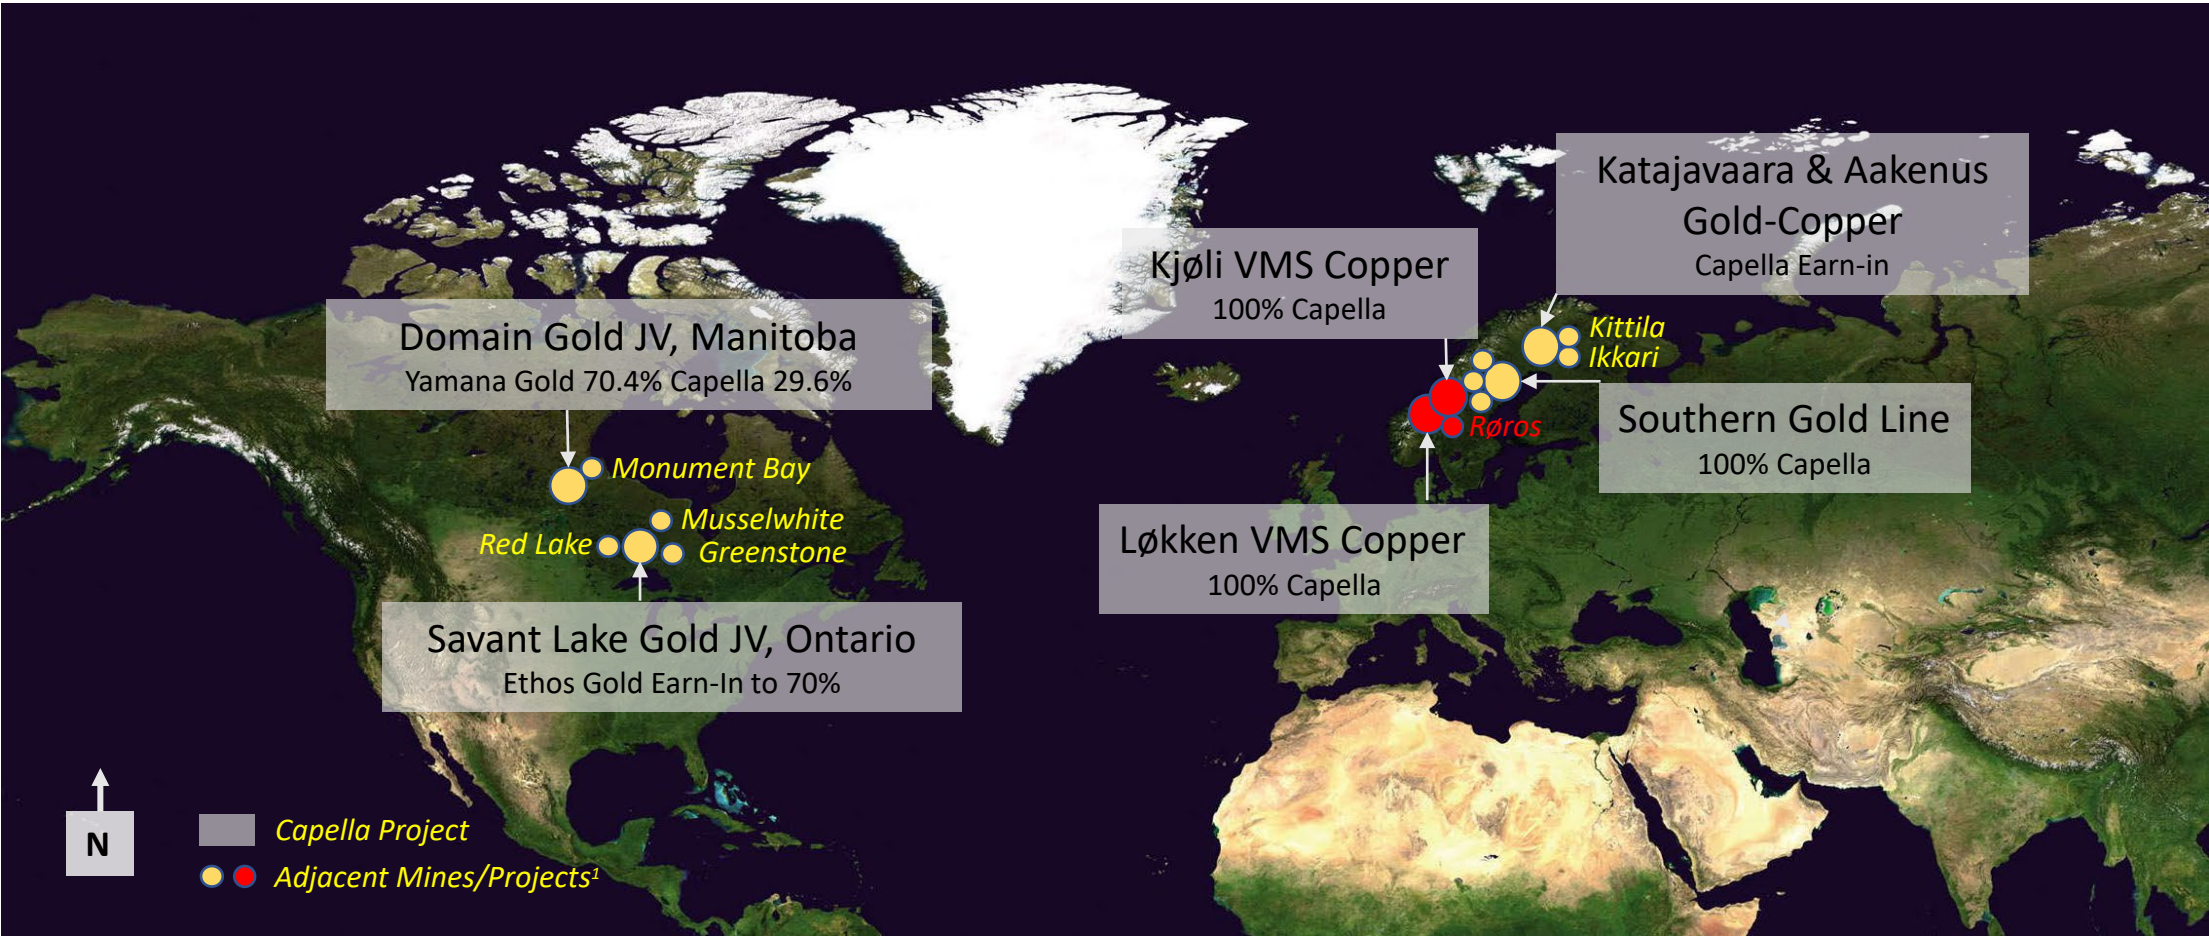 Katajavaara & Aakenus
Gold-Copper
Capella Earn-in
Kjøli VMS Copper
100% Capella
Domain Gold JV, Manitoba
Yamana Gold 70.4% Capella 29.6%
Kittila
Ikkari
Southern Gold Line
100% Capella
Røros
Monument Bay
Musselwhite
Red Lake
Greenstone
Løkken VMS Copper
100% Capella
Savant Lake Gold JV, Ontario
Ethos Gold Earn-In to 70%
N
Capella Project
Adjacent Mines/Projects¹